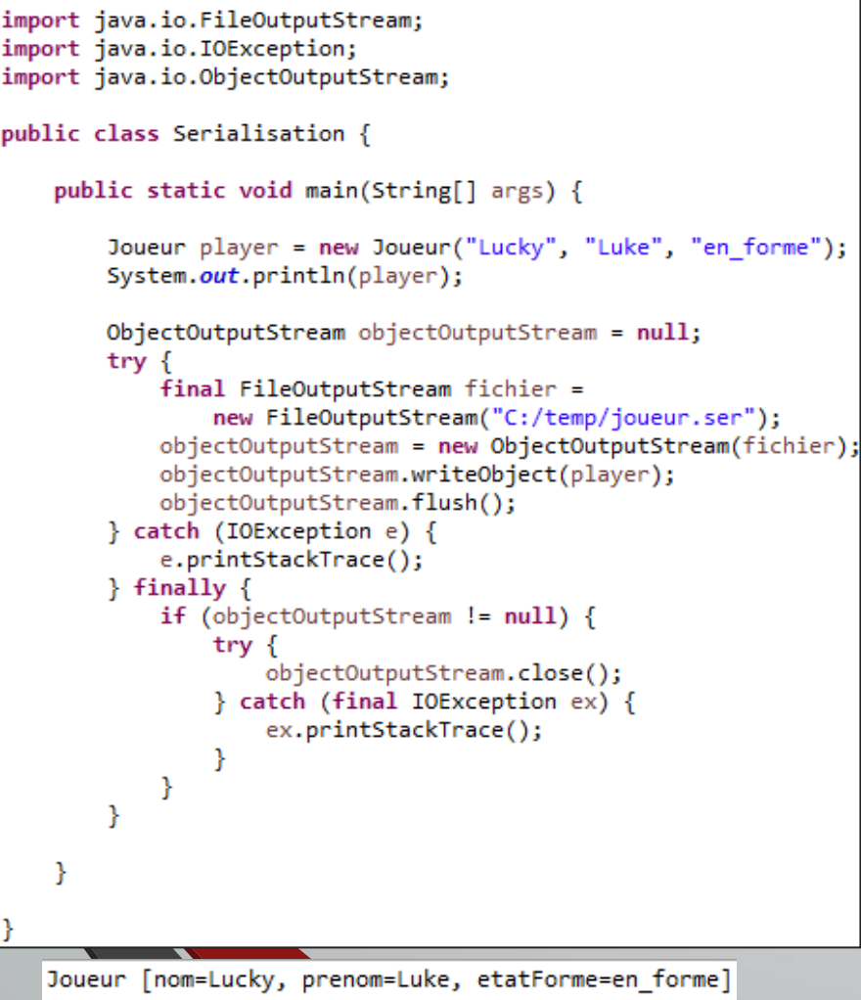 import java.io.FileOutputStream;
import java.io.IOException;
import java.io.ObjectOutputStream;

public class Serialisation {

    public static void main(String[] args) {

        Joueur player = new Joueur("Lucky", "Luke", "en_forme");
        System.out.println(player);

        ObjectOutputStream objectOutputStream = null;
        try {
            final FileOutputStream fichier =
                new FileOutputStream("C:/temp/joueur.ser");
            objectOutputStream = new ObjectOutputStream(fichier);
            objectOutputStream.writeObject(player);
            objectOutputStream.flush();
        } catch (IOException e) {
            e.printStackTrace();
        } finally {
            if (objectOutputStream != null) {
                try {
                    objectOutputStream.close();
                } catch (final IOException ex) {
                    ex.printStackTrace();
                }
            }
        }

    }

}
Joueur [nom=Lucky, prenom=Luke, etatForme=en_forme]